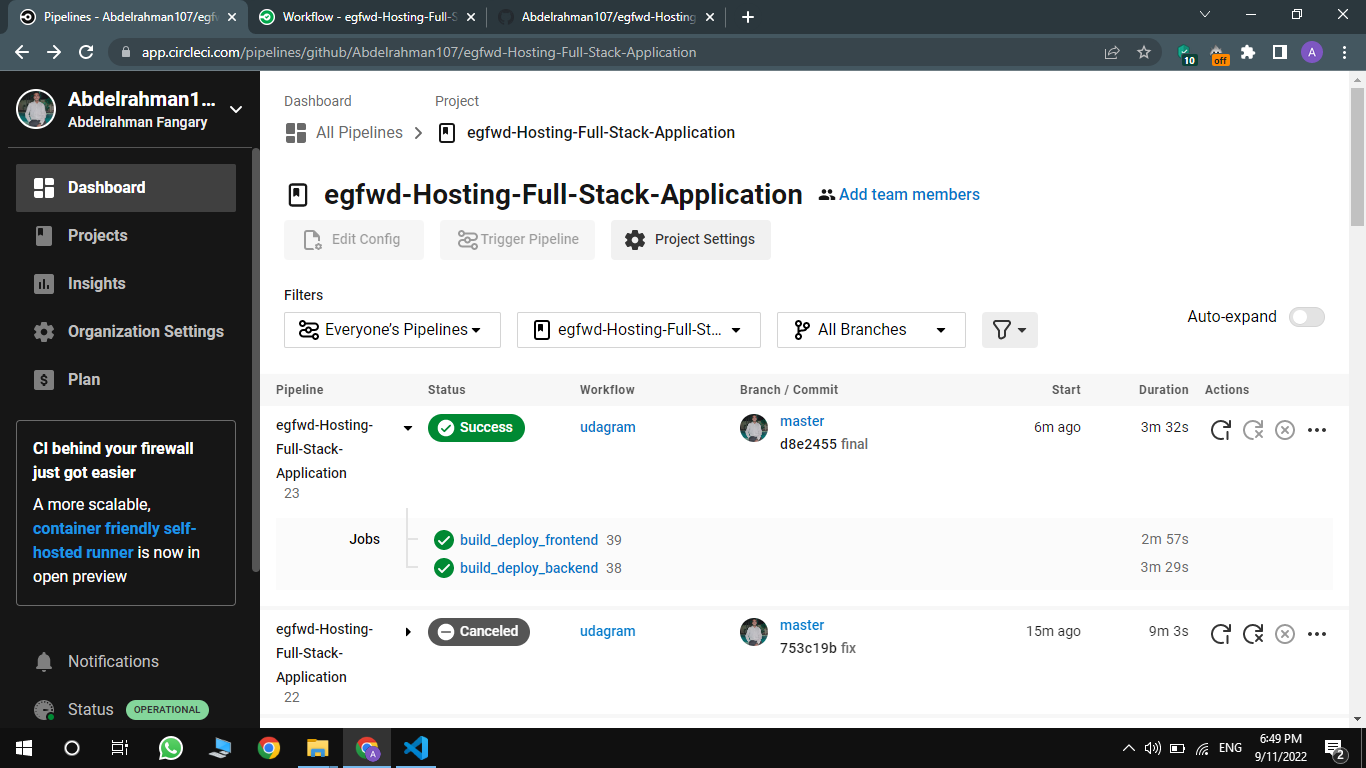 Pipelines - Abdelrahman107/egf
Workflow - egfwd-Hosting-Full-S
Abdelrahman107/egfwd-Hosting
app.circleci.com/pipelines/github/Abdelrahman107/egfwd-Hosting-Full-Stack-Application
10
off
A
Abdelrahman1...
Abdelrahman Fangary
Dashboard
Projects
Insights
Organization Settings
Plan
CI behind your firewall
just got easier
A more scalable,
container friendly self-
hosted runner is now in
open preview
Notifications
Status OPERATIONAL
Dashboard Project
All Pipelines egfwd-Hosting-Full-Stack-Application
egfwd-Hosting-Full-Stack-Application Add team members
Edit Config Trigger Pipeline Project Settings
Filters
Everyone’s Pipelines egfwd-Hosting-Full-St... All Branches Auto-expand
Pipeline Status Workflow Branch / Commit Start Duration Actions
egfwd-Hosting-
Full-Stack-
Application
23
Success udagram master 6m ago 3m 32s
d8e2455 final
Jobs build_deploy_frontend 39 2m 57s
build_deploy_backend 38 3m 29s
egfwd-Hosting-
Full-Stack-
Application
22
Canceled udagram master 15m ago 9m 3s
753c19b fix
A
ENG
6:49 PM
9/11/2022
2